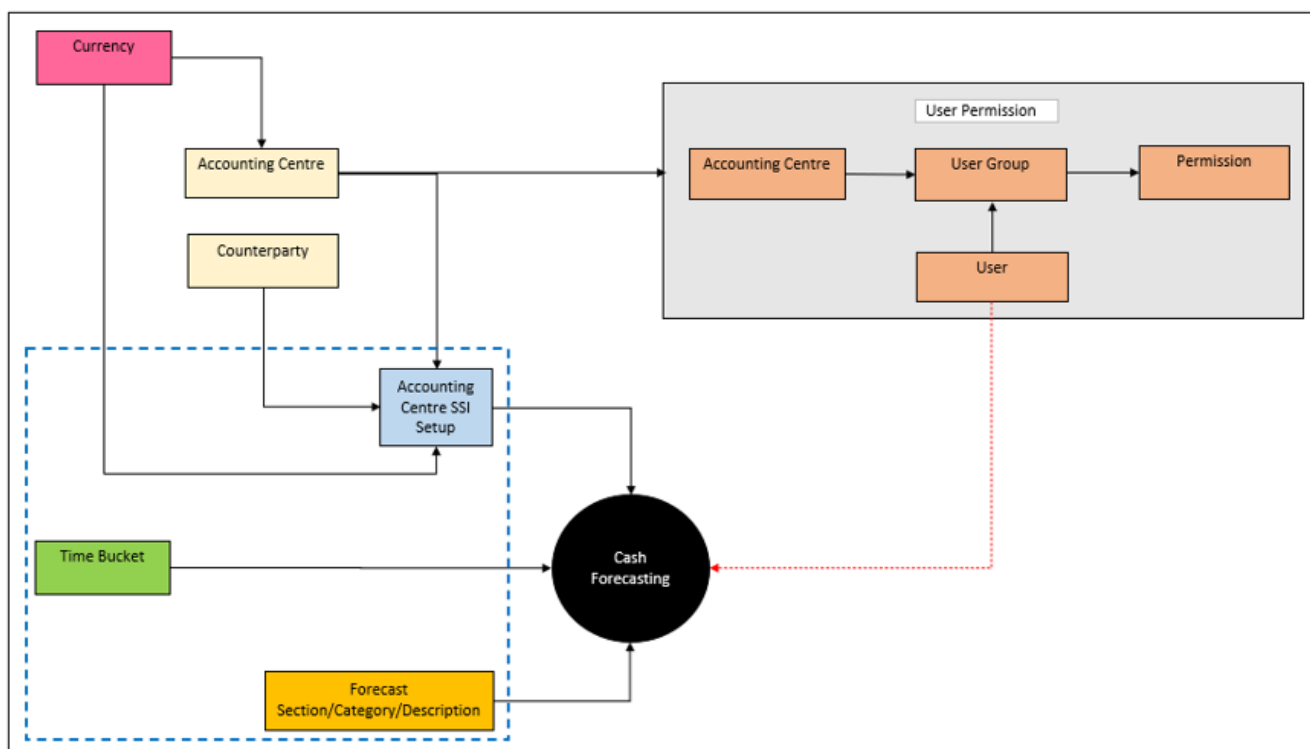 Currency
User Permission
Accounting Centre
Accounting Centre
User Group
Permission
Counterparty
User
Accounting
Centre SSI
Setup
Time Bucket
Cash
Forecasting
Forecast
Section/Category/Description